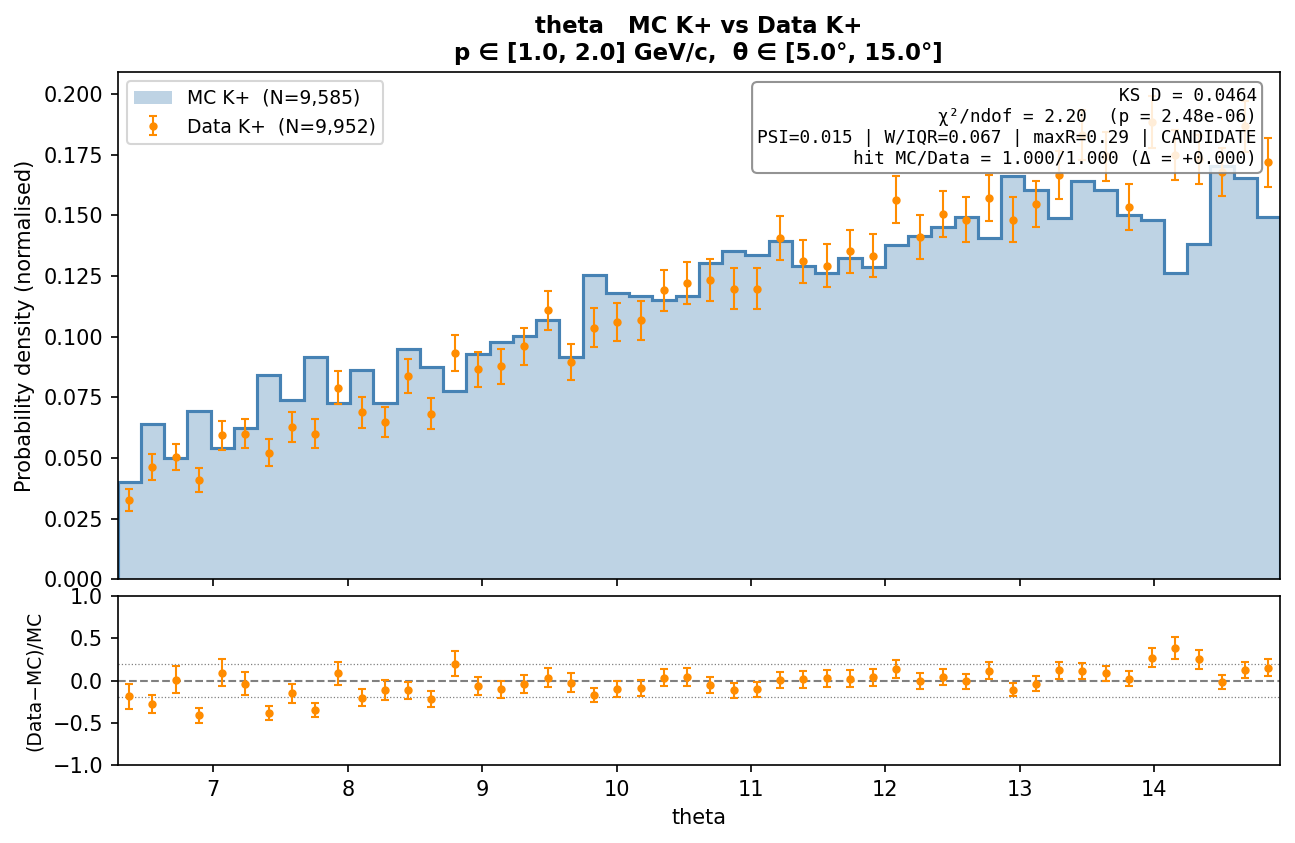 theta   MC K+ vs Data K+
p ∈ [1.0, 2.0] GeV/c,  θ ∈ [5.0°, 15.0°]
MC K+  (N=9,585)
Data K+  (N=9,952)
KS D = 0.0464
χ²/ndof = 2.20  (p = 2.48e-06)
PSI=0.015 | W/IQR=0.067 | maxR=0.29 | CANDIDATE
hit MC/Data = 1.000/1.000 (Δ = +0.000)
Probability density (normalised)
0.200
0.175
0.150
0.125
0.100
0.075
0.050
0.025
0.000
(Data−MC)/MC
1.0
0.5
0.0
−0.5
−1.0
7 8 9 10 11 12 13 14
theta